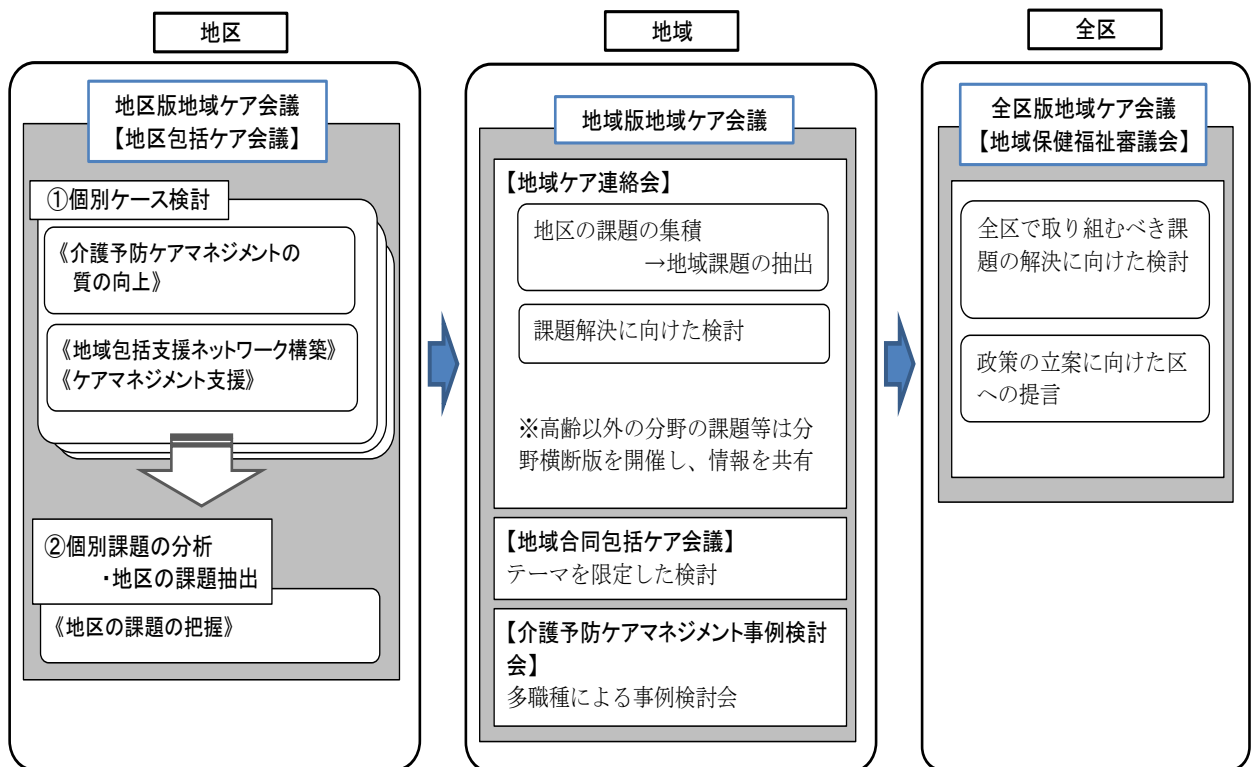 地区
地区版地域ケア会議
【地区包括ケア会議】
①個別ケース検討
《介護予防ケアマネジメントの
質の向上》
《地域包括支援ネットワーク構築》
《ケアマネジメント支援》
②個別課題の分析
・地区の課題抽出
《地区の課題の把握》
地域
地域版地域ケア会議
【地域ケア連絡会】
地区の課題の集積
→地域課題の抽出
課題解決に向けた検討
※高齢以外の分野の課題等は分
野横断版を開催し、情報を共有
【地域合同包括ケア会議】
テーマを限定した検討
【介護予防ケアマネジメント事例検討
会】
多職種による事例検討会
全区
全区版地域ケア会議
【地域保健福祉審議会】
全区で取り組むべき課
題の解決に向けた検討
政策の立案に向けた区
への提言